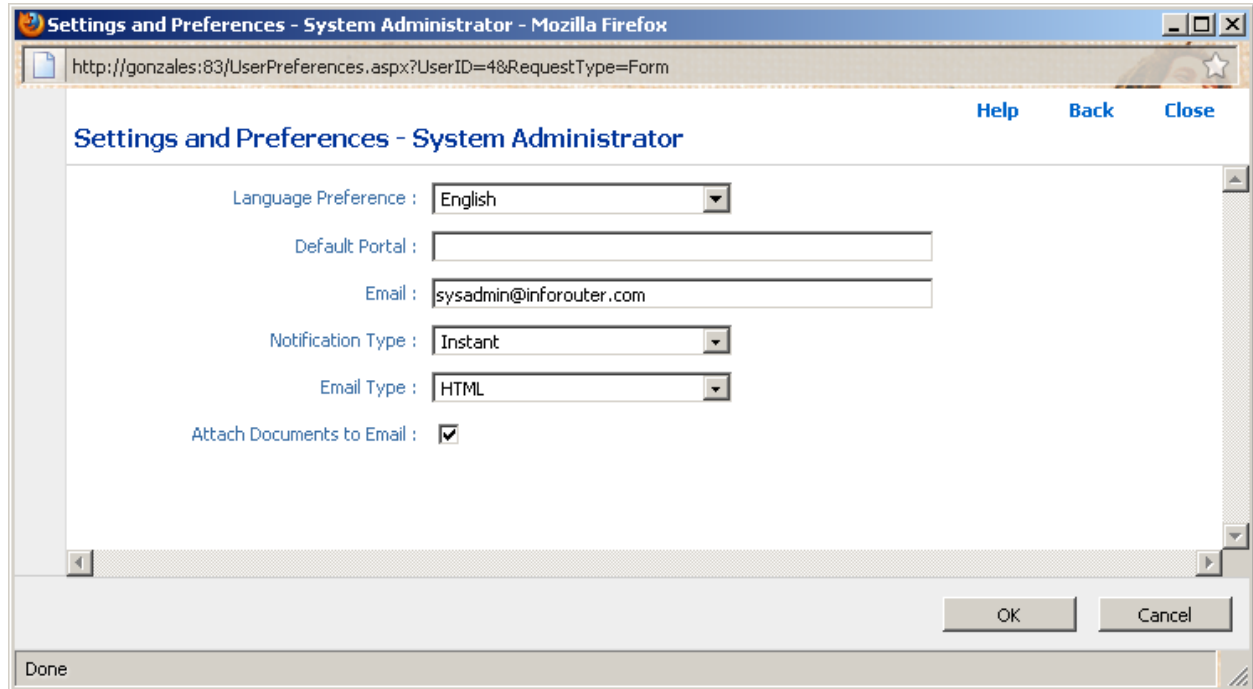 Settings and Preferences - System Administrator - Mozilla Firefox
http://gonzales:83/UserPreferences.aspx?UserID=4&RequestType=Form
Help Back Close
Settings and Preferences - System Administrator
Language Preference : English
Default Portal :
Email : sysadmin@inforouter.com
Notification Type : Instant
Email Type : HTML
Attach Documents to Email :
OK Cancel
Done